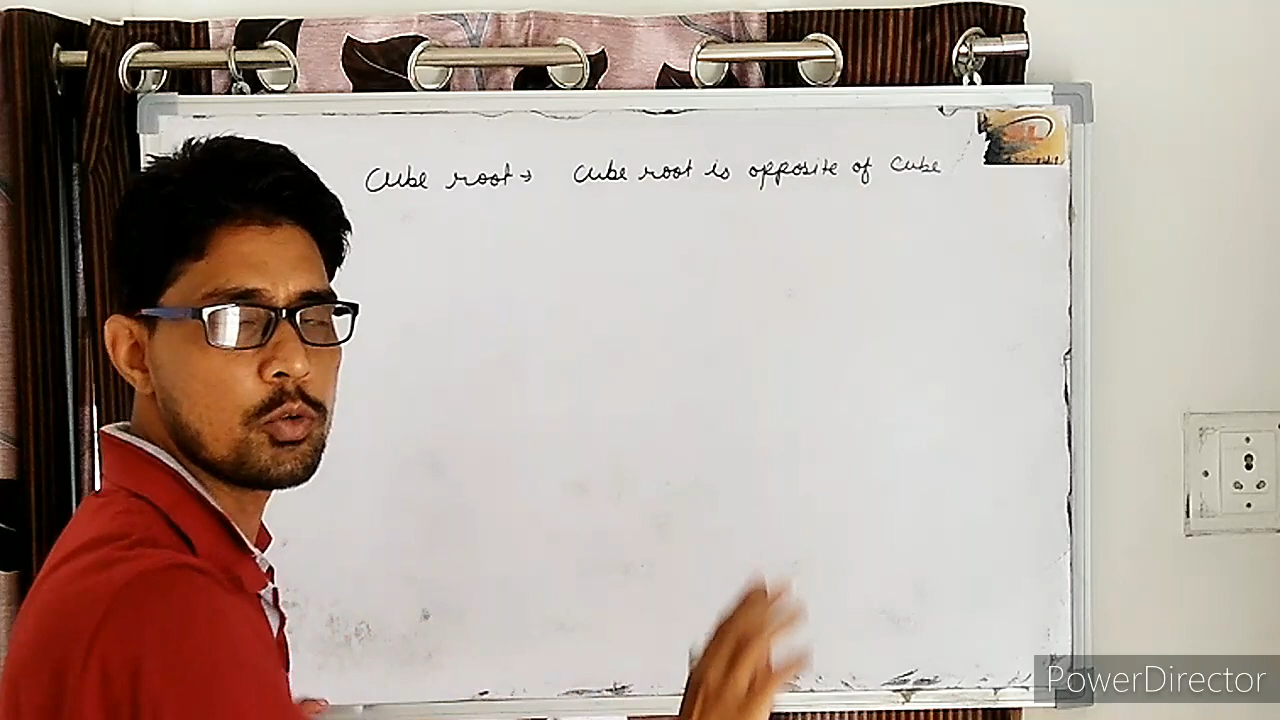 Cube root → Cube root is opposite of Cube
PowerDirector